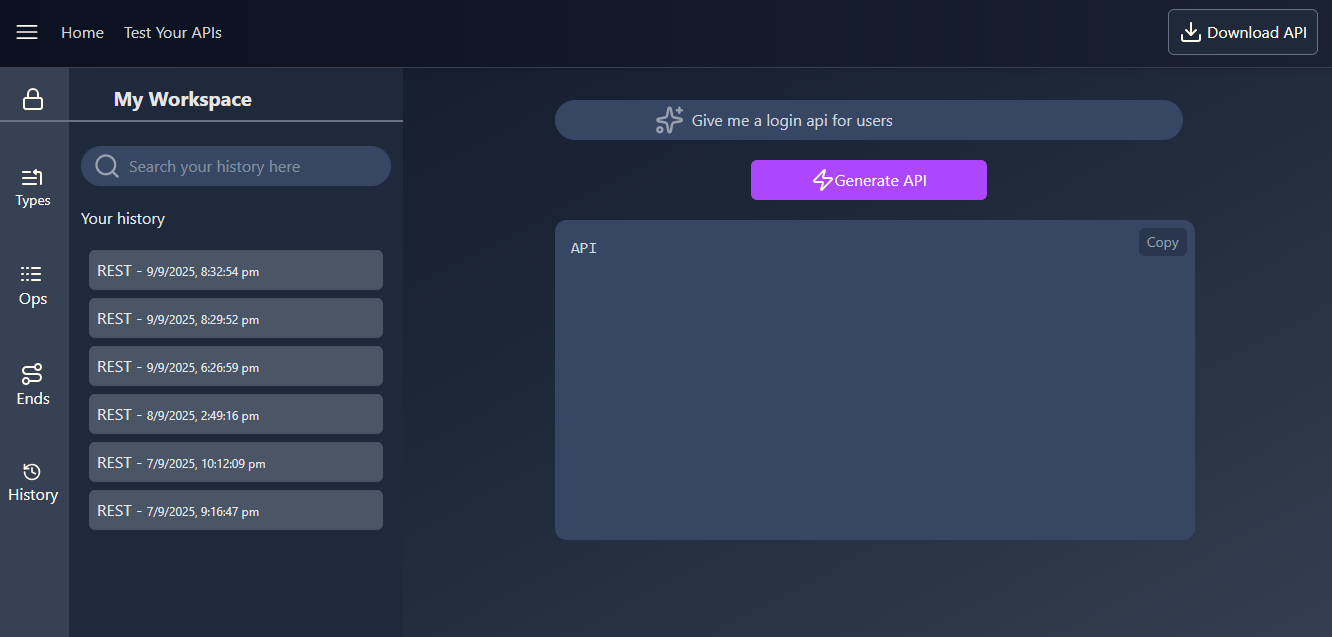 Home Test Your APIs Download API
My Workspace
Types
Ops
Ends
History
Search your history here
Your history
REST - 9/9/2025, 8:32:54 pm
REST - 9/9/2025, 8:29:52 pm
REST - 9/9/2025, 6:26:59 pm
REST - 8/9/2025, 2:49:16 pm
REST - 7/9/2025, 10:12:09 pm
REST - 7/9/2025, 9:16:47 pm
Give me a login api for users
Generate API
API
Copy